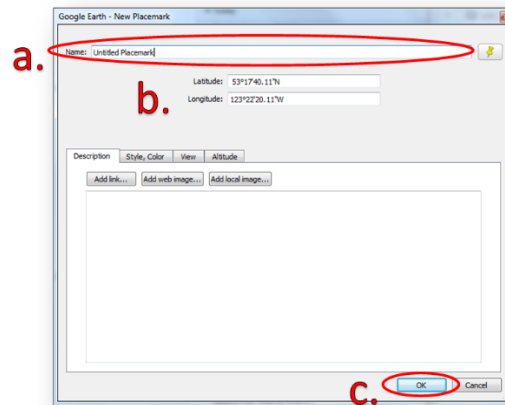 Google Earth - New Placemark
a.
Name: Untitled Placemark
b.
Latitude: 53°17'40.11"N
Longitude: 123°22'20.11"W
Description Style, Color View Altitude
Add link... Add web image... Add local image...
c.
OK Cancel